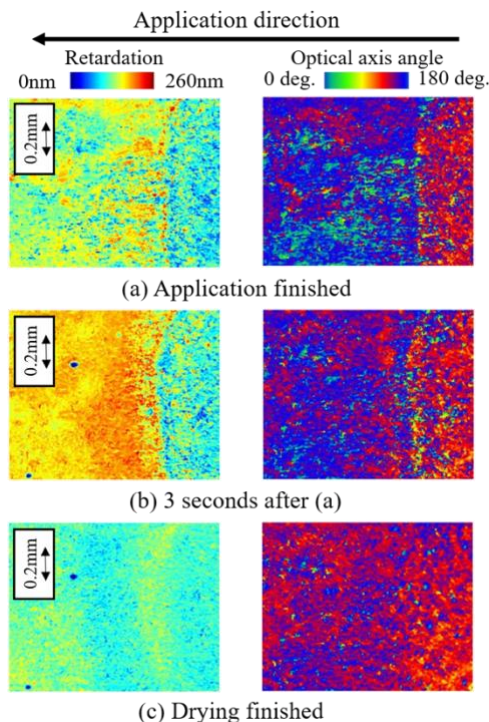 Application direction
Retardation
0nm 260nm
Optical axis angle
0 deg. 180 deg.
0.2mm
(a) Application finished
0.2mm
(b) 3 seconds after (a)
0.2mm
(c) Drying finished